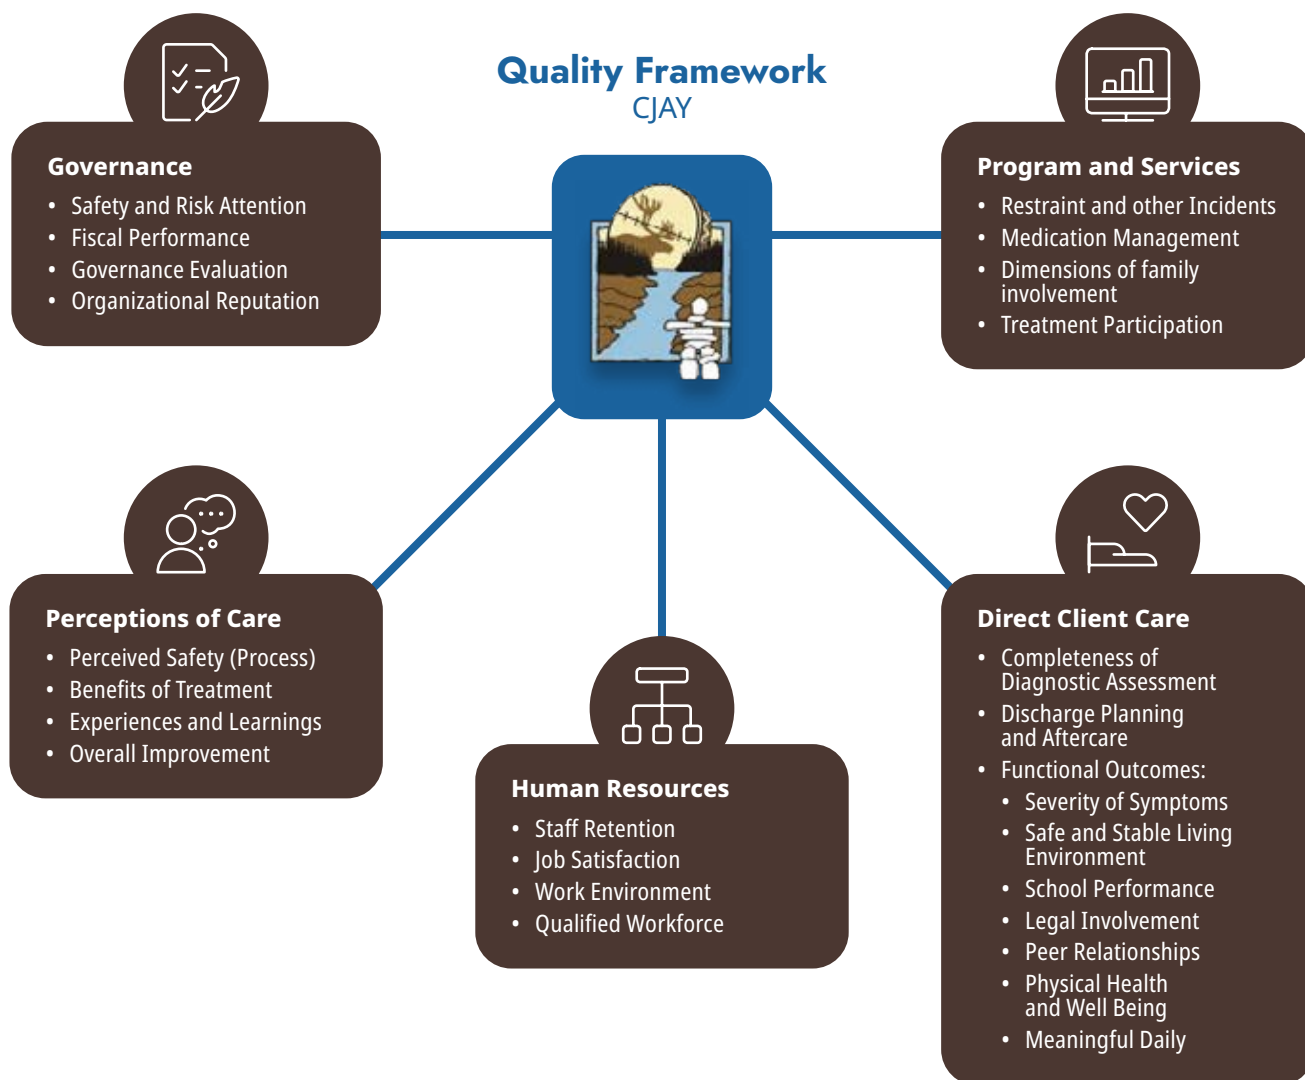 Quality Framework
CJAY
Governance
• Safety and Risk Attention
• Fiscal Performance
• Governance Evaluation
• Organizational Reputation
Program and Services
• Restraint and other Incidents
• Medication Management
• Dimensions of family
involvement
• Treatment Participation
Perceptions of Care
• Perceived Safety (Process)
• Benefits of Treatment
• Experiences and Learnings
• Overall Improvement
Human Resources
• Staff Retention
• Job Satisfaction
• Work Environment
• Qualified Workforce
Direct Client Care
• Completeness of
Diagnostic Assessment
• Discharge Planning
and Aftercare
• Functional Outcomes:
• Severity of Symptoms
• Safe and Stable Living
Environment
• School Performance
• Legal Involvement
• Peer Relationships
• Physical Health
and Well Being
• Meaningful Daily